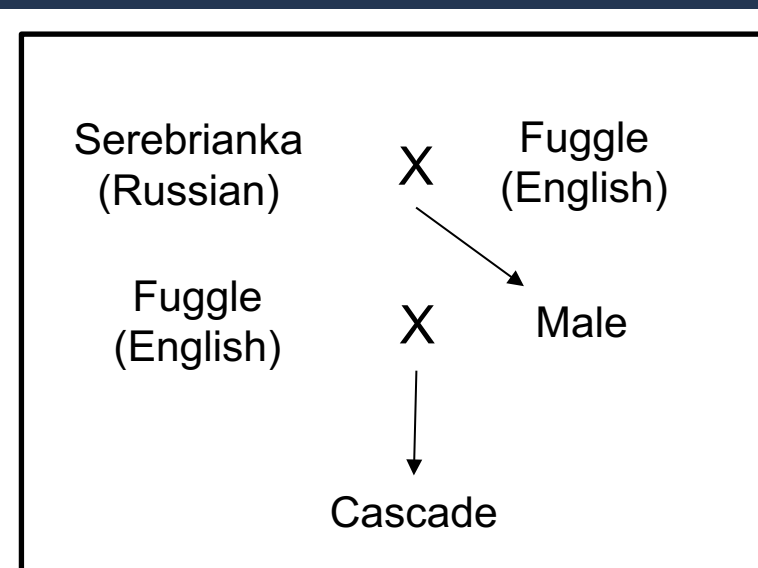 Serebrianka
(Russian)
X
Fuggle
(English)
Fuggle
(English)
X
Male
Cascade